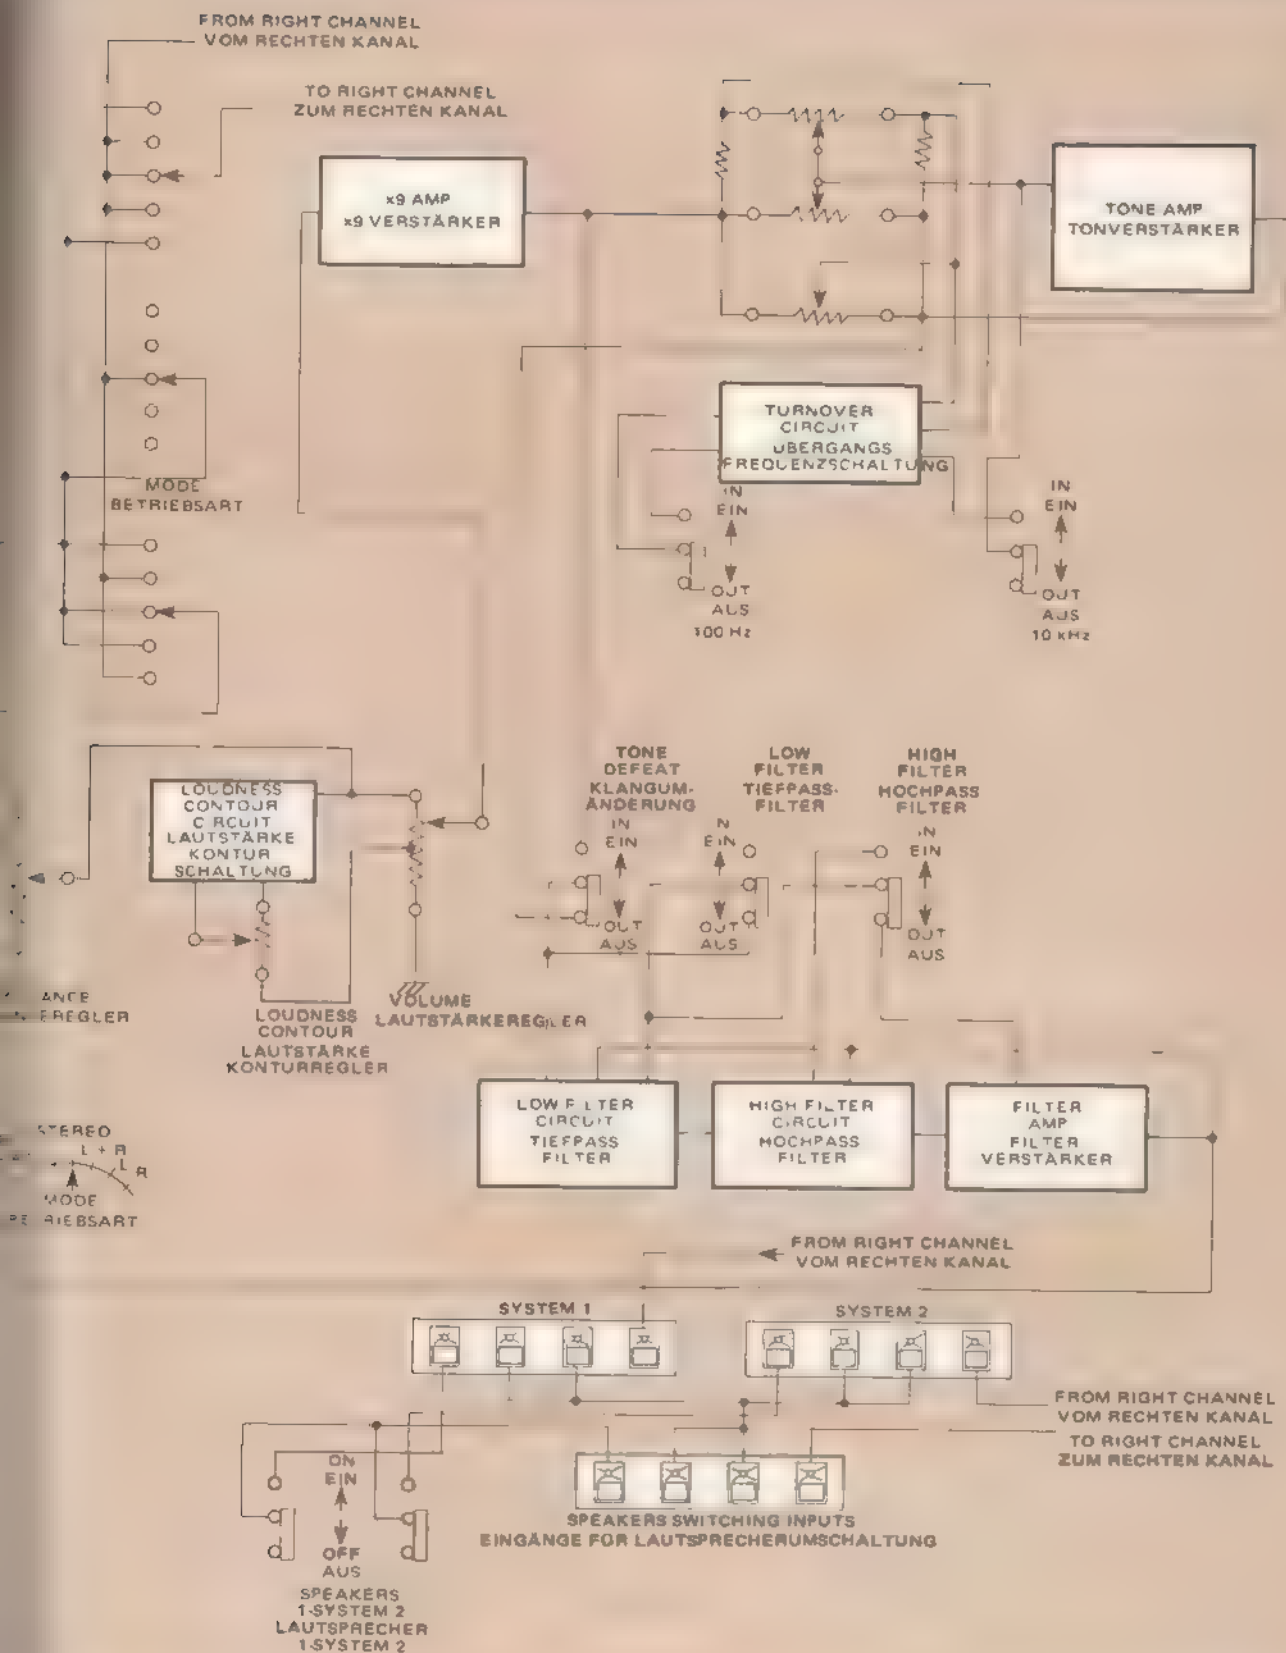 FROM RIGHT CHANNEL
VOM RECHTEN KANAL
TO RIGHT CHANNEL
ZUM RECHTEN KANAL
x9 AMP
x9 VERSTÄRKER
TONE AMP
TONVERSTÄRKER
TURNOVER
CIRCUIT
ÜBERGANGS
FREQUENZSCHALTUNG
MODE
BETRIEBSART
IN
EIN
OUT
AUS
100 Hz
IN
EIN
OUT
AUS
10 kHz
LOUDNESS
CONTOUR
CIRCUIT
LAUTSTÄRKE
KONTUR
SCHALTUNG
TONE
DEFEAT
KLANGUM-
ÄNDERUNG
IN
EIN
OUT
AUS
LOW
FILTER
TIEFPASS-
FILTER
IN
EIN
OUT
AUS
HIGH
FILTER
HOCHPASS
FILTER
IN
EIN
OUT
AUS
ANCE
EREGLER
LOUDNESS
CONTOUR
LAUTSTÄRKE
KONTURREGLER
VOLUME
LAUTSTÄRKEREGLER
LOW FILTER
CIRCUIT
TIEFPASS
FILTER
HIGH FILTER
CIRCUIT
HOCHPASS
FILTER
FILTER
AMP
FILTER
VERSTÄRKER
STEREO
L + R
L
R
MODE
BETRIEBSART
FROM RIGHT CHANNEL
VOM RECHTEN KANAL
SYSTEM 1
SYSTEM 2
FROM RIGHT CHANNEL
VOM RECHTEN KANAL
TO RIGHT CHANNEL
ZUM RECHTEN KANAL
ON
EIN
OFF
AUS
SPEAKERS
1-SYSTEM 2
LAUTSPRECHER
1-SYSTEM 2
SPEAKERS SWITCHING INPUTS
EINGÄNGE FÜR LAUTSPRECHERUMSCHALTUNG